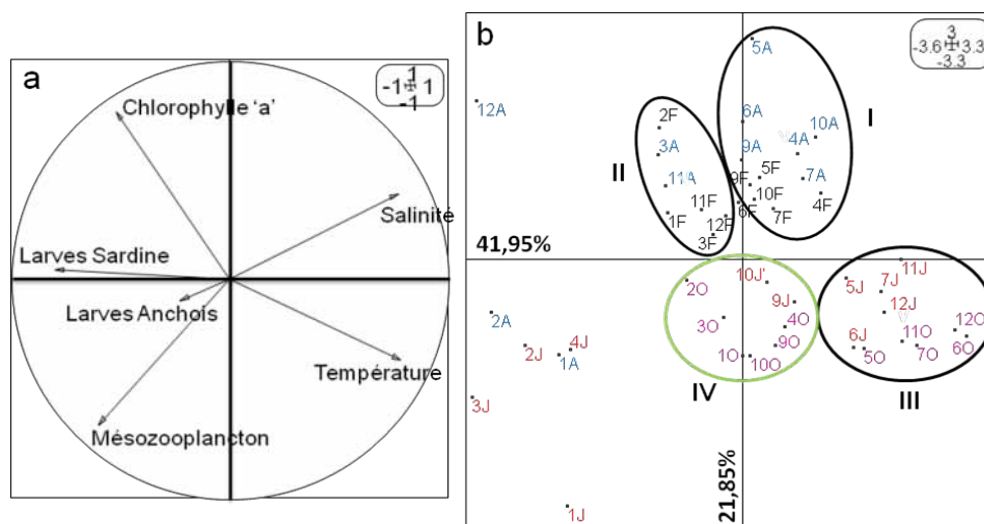 a
1
-1 1
-1
Chlorophylle 'a'
Salinité
Larves Sardine
Larves Anchois
Température
Mésozooplancton
b
3
-3.6 3.3
-3.3
5A
I
12A
2F
6A
10A
3A
9A
4A
II
11A
9F
5F
7A
11F
10F
1F
12F
6F
7F
4F
3F
41,95%
10J'
11J
2O
5J
7J
9J
12J
3O
4O
12O
2A
6J
11O
4J
1O
9O
5O
7O
6O
2J
1A
10O
IV
III
3J
21,85%
1J